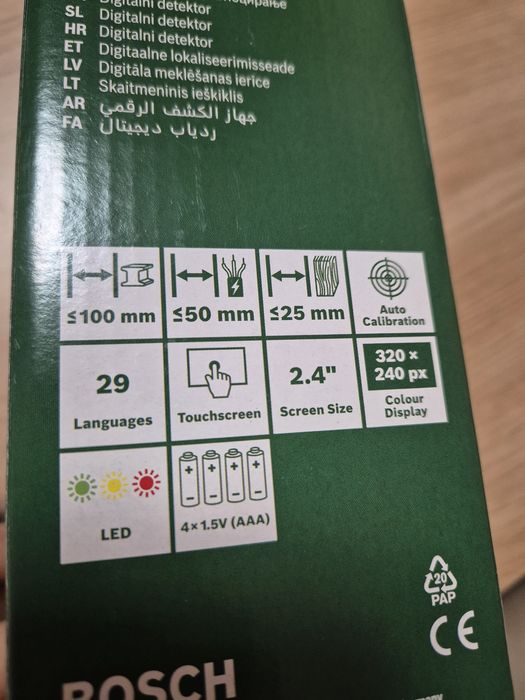 Digitalni detektor
SL Digitalni detektor
HR Digitalni detektor
ET Digitaalne lokaliseerimisseade
LV Digitāla meklēšanas ierīce
LT Skaitmeninis ieškiklis
AR جهاز الكشف الرقمي
FA ردیاب دیجیتال
≤100 mm
≤50 mm
≤25 mm
Auto
Calibration
29
Languages
Touchscreen
2.4"
Screen Size
320 ×
240 px
Colour
Display
LED
4×1.5V (AAA)
20
PAP
CE
BOSCH